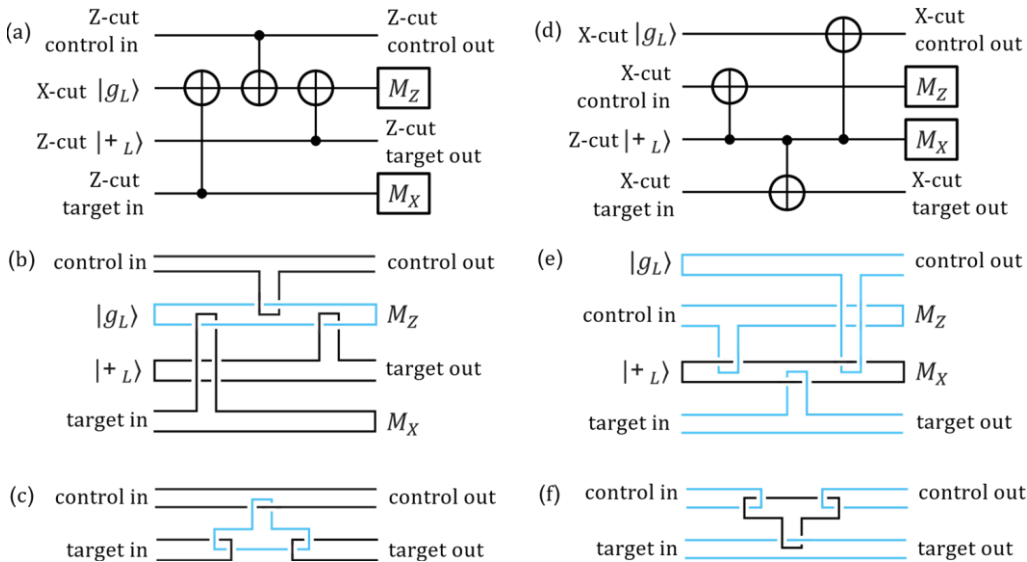 (a)
Z-cut
control in
Z-cut
control out
X-cut |g_L⟩
M_Z
Z-cut |+_L⟩
Z-cut
target out
Z-cut
target in
M_X
(b)
control in
control out
|g_L⟩
M_Z
|+_L⟩
target out
target in
M_X
(c)
control in
control out
target in
target out
(d)
X-cut |g_L⟩
X-cut
control out
X-cut
control in
M_Z
Z-cut |+_L⟩
M_X
X-cut
target in
X-cut
target out
(e)
|g_L⟩
control out
control in
M_Z
|+_L⟩
M_X
target in
target out
(f)
control in
control out
target in
target out